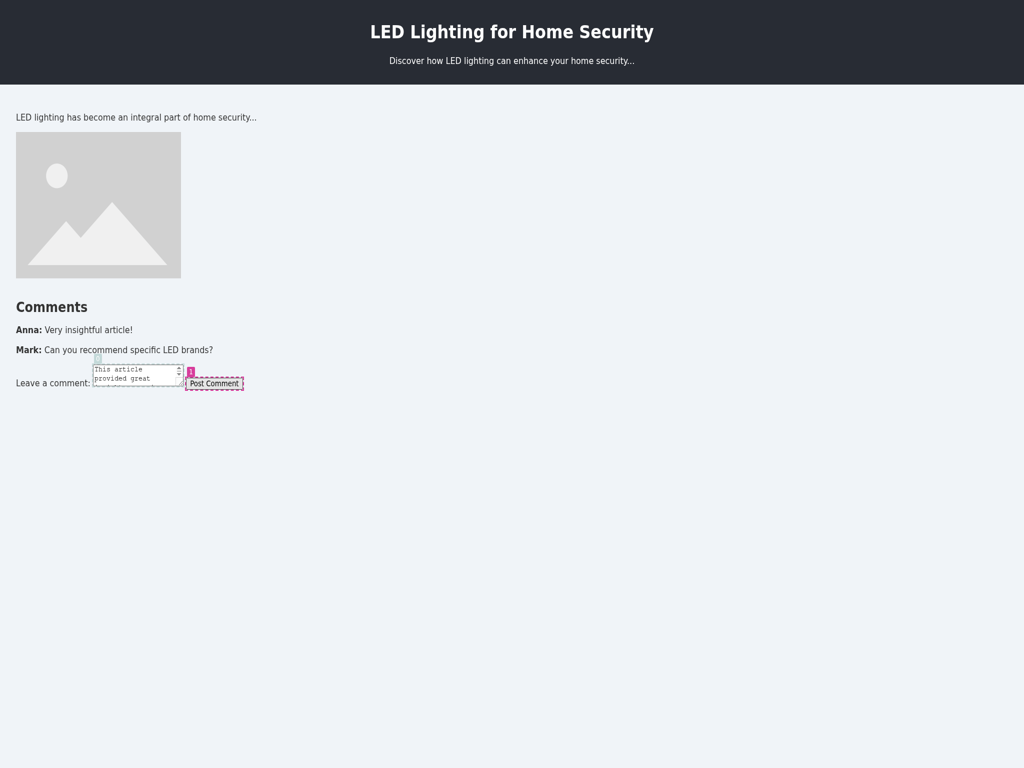 LED Lighting for Home Security
Discover how LED lighting can enhance your home security...
LED lighting has become an integral part of home security...
Comments
Anna: Very insightful article!
Mark: Can you recommend specific LED brands?
0
This article
provided great
1
Leave a comment:
Post Comment